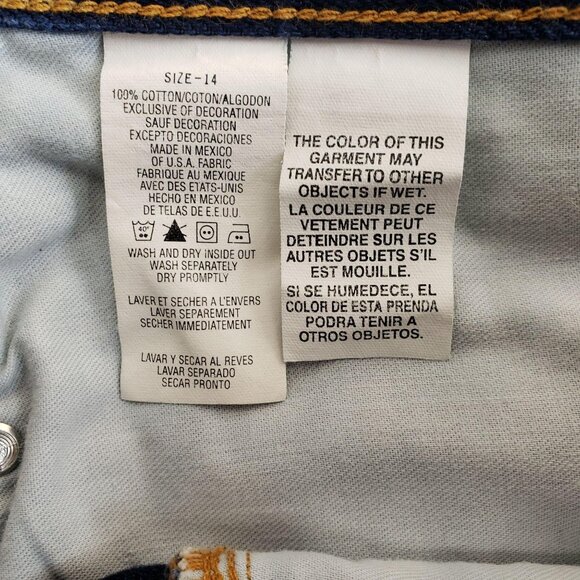 SIZE-14
100% COTTON/COTON/ALGODON
EXCLUSIVE OF DECORATION
SAUF DECORATION
EXCEPTO DECORACIONES
MADE IN MEXICO
OF U.S.A. FABRIC
FABRIQUE AU MEXIQUE
AVEC DES ETATS-UNIS
HECHO EN MEXICO
DE TELAS DE E.E.U.U.
40°
WASH AND DRY INSIDE OUT
WASH SEPARATELY
DRY PROMPTLY
LAVER ET SECHER A L'ENVERS
LAVER SEPAREMENT
SECHER IMMEDIATEMENT
LAVAR Y SECAR AL REVES
LAVAR SEPARADO
SECAR PRONTO
THE COLOR OF THIS
GARMENT MAY
TRANSFER TO OTHER
OBJECTS IF WET.
LA COULEUR DE CE
VETEMENT PEUT
DETEINDRE SUR LES
AUTRES OBJETS S'IL
EST MOUILLE.
SI SE HUMEDECE, EL
COLOR DE ESTA PRENDA
PODRA TENIR A
OTROS OBJETOS.